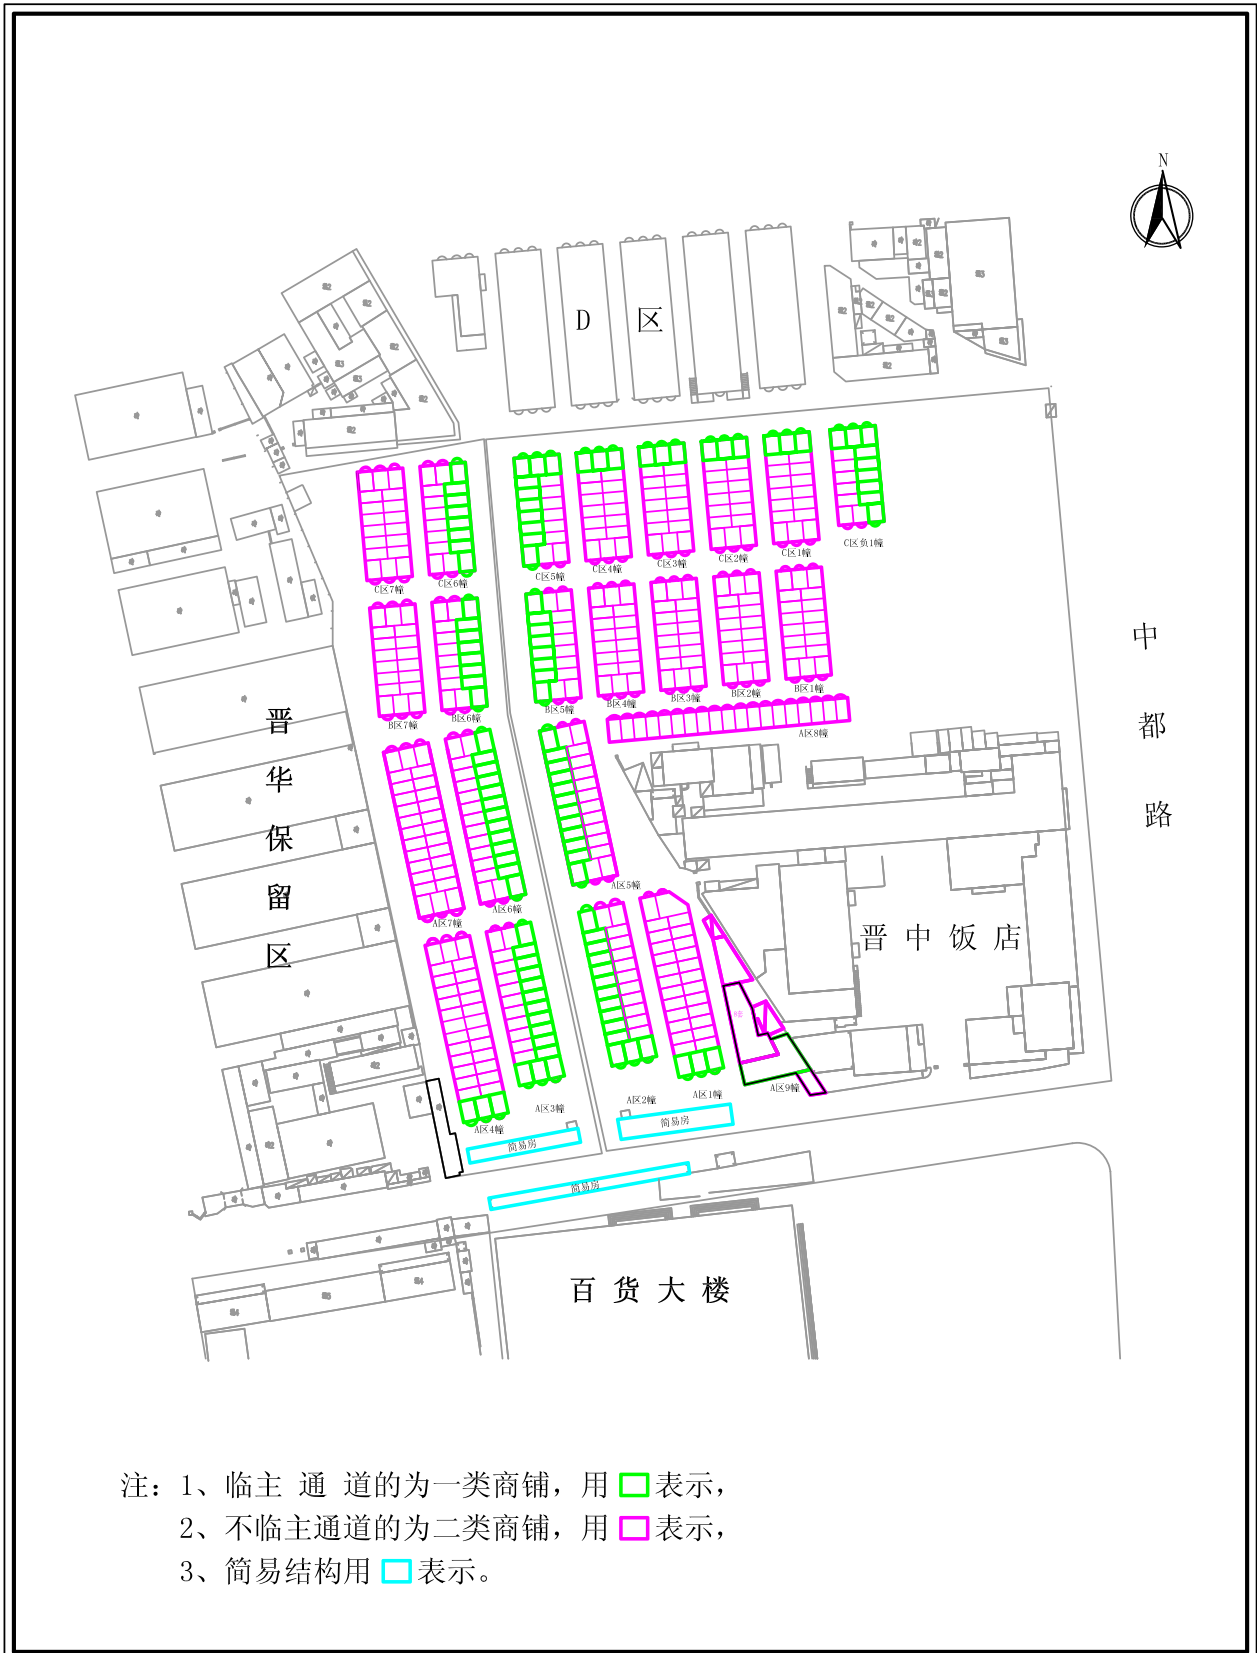 N
D 区
C区7幢
C区6幢
C区5幢
C区4幢
C区3幢
C区2幢
C区1幢
C区负1幢
B区7幢
B区6幢
B区5幢
B区4幢
B区3幢
B区2幢
B区1幢
A区8幢
A区7幢
A区6幢
A区5幢
A区4幢
A区3幢
A区2幢
A区1幢
A区9幢
简易房
简易房
简易房
晋华保留区
中都路
晋中饭店
百货大楼
注：1、临主 通 道的为一类商铺，用 表示，
2、不临主通道的为二类商铺，用 表示，
3、简易结构用 表示。